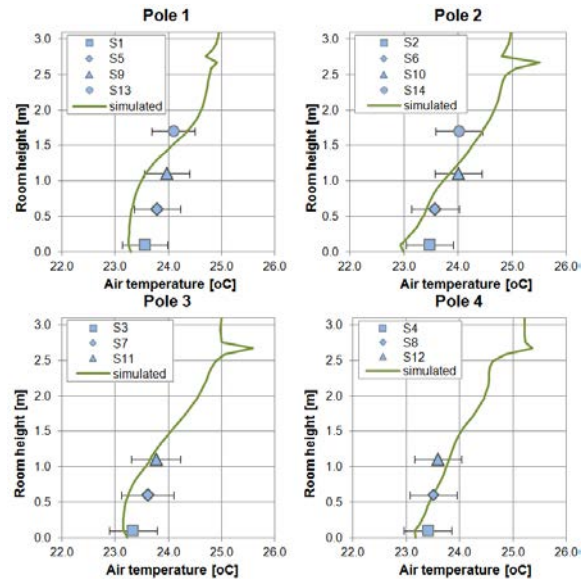 Pole 1
3.0
2.5
2.0
1.5
1.0
0.5
0.0
Room height [m]
S1
S5
S9
S13
simulated
22.0 23.0 24.0 25.0 26.0
Air temperature [oC]
Pole 2
3.0
2.5
2.0
1.5
1.0
0.5
0.0
Room height [m]
S2
S6
S10
S14
simulated
22.0 23.0 24.0 25.0 26.0
Air temperature [oC]
Pole 3
3.0
2.5
2.0
1.5
1.0
0.5
0.0
Room height [m]
S3
S7
S11
simulated
22.0 23.0 24.0 25.0 26.0
Air temperature [oC]
Pole 4
3.0
2.5
2.0
1.5
1.0
0.5
0.0
Room height [m]
S4
S8
S12
simulated
22.0 23.0 24.0 25.0 26.0
Air temperature [oC]